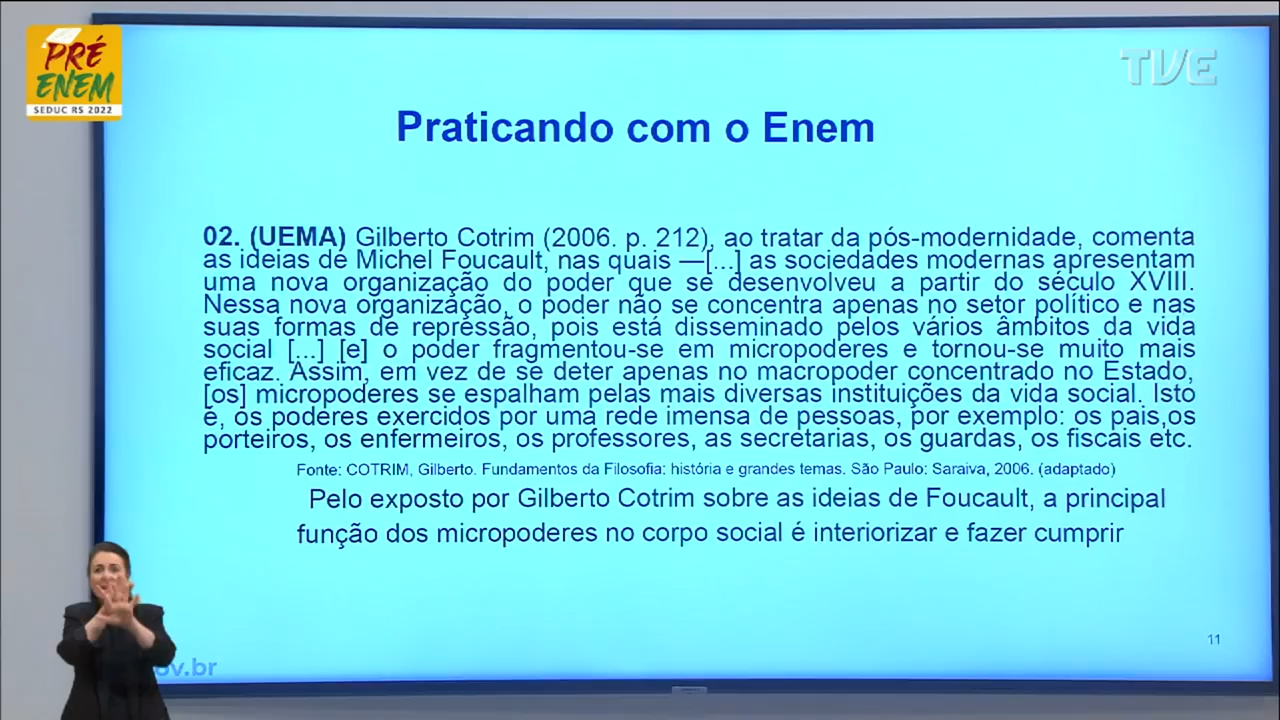 PRÉ
ENEM
SEDUC RS 2022
TVE
Praticando com o Enem
02. (UEMA) Gilberto Cotrim (2006. p. 212), ao tratar da pós-modernidade, comenta
as ideias de Michel Foucault, nas quais —[...] as sociedades modernas apresentam
uma nova organização do poder que se desenvolveu a partir do século XVIII.
Nessa nova organização, o poder não se concentra apenas no setor político e nas
suas formas de repressão, pois está disseminado pelos vários âmbitos da vida
social [...] [e] o poder fragmentou-se em micropoderes e tornou-se muito mais
eficaz. Assim, em vez de se deter apenas no macropoder concentrado no Estado,
[os] micropoderes se espalham pelas mais diversas instituições da vida social. Isto
é, os poderes exercidos por uma rede imensa de pessoas, por exemplo: os pais,os
porteiros, os enfermeiros, os professores, as secretarias, os guardas, os fiscais etc.
Fonte: COTRIM, Gilberto. Fundamentos da Filosofia: história e grandes temas. São Paulo: Saraiva, 2006. (adaptado)
Pelo exposto por Gilberto Cotrim sobre as ideias de Foucault, a principal
função dos micropoderes no corpo social é interiorizar e fazer cumprir
11
ov.br